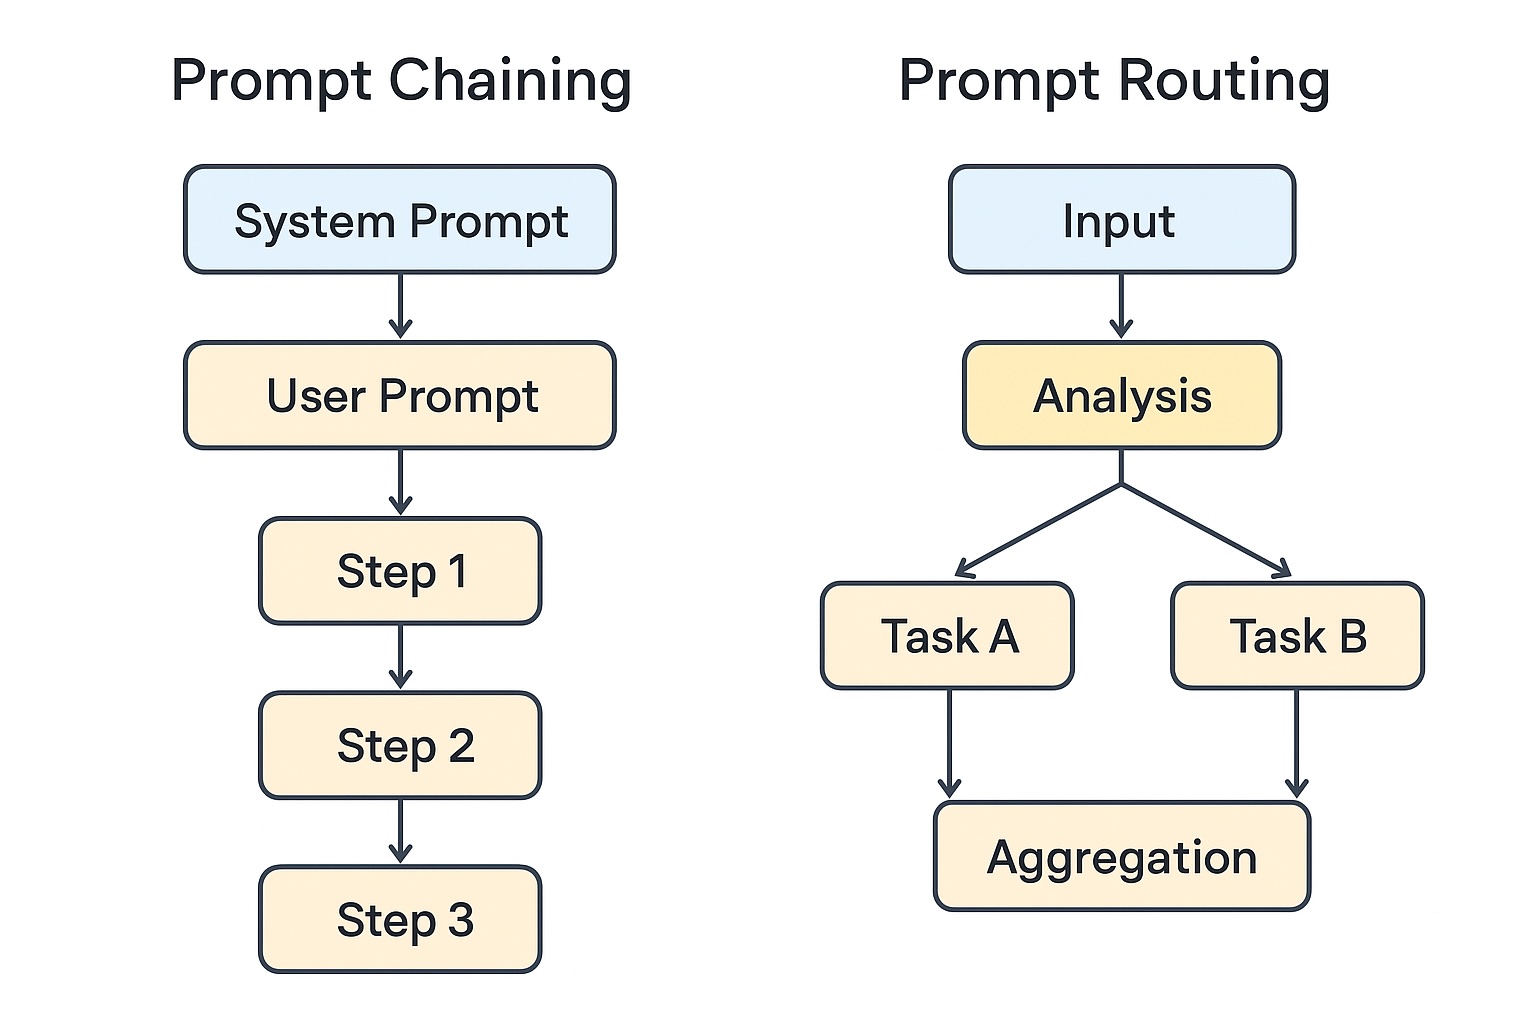 Prompt Chaining
System Prompt
User Prompt
Step 1
Step 2
Step 3
Prompt Routing
Input
Analysis
Task A
Task B
Aggregation